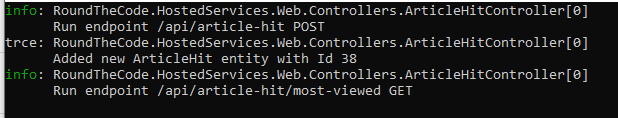 info: RoundTheCode.HostedServices.Web.Controllers.ArticleHitController[0]
Run endpoint /api/article-hit POST
trce: RoundTheCode.HostedServices.Web.Controllers.ArticleHitController[0]
Added new ArticleHit entity with Id 38
info: RoundTheCode.HostedServices.Web.Controllers.ArticleHitController[0]
Run endpoint /api/article-hit/most-viewed GET